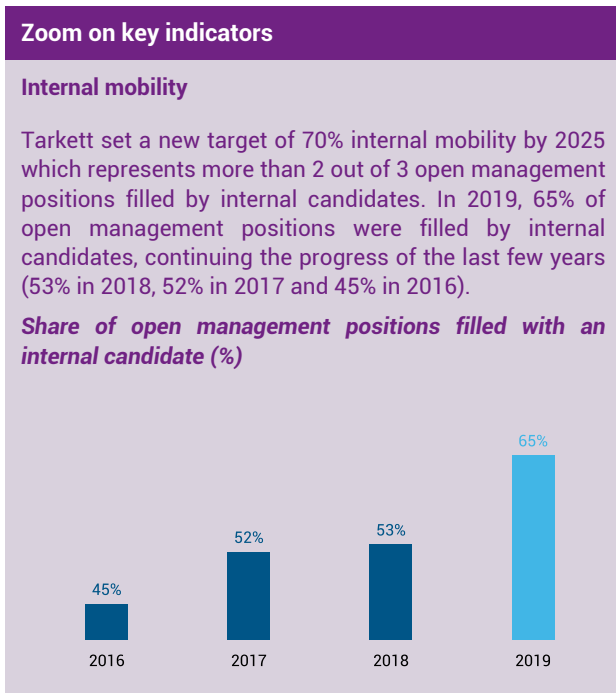 Zoom on key indicators
Internal mobility
Tarkett set a new target of 70% internal mobility by 2025
which represents more than 2 out of 3 open management
positions filled by internal candidates. In 2019, 65% of
open management positions were filled by internal
candidates, continuing the progress of the last few years
(53% in 2018, 52% in 2017 and 45% in 2016).
Share of open management positions filled with an
internal candidate (%)
45%
52%
53%
65%
2016
2017
2018
2019